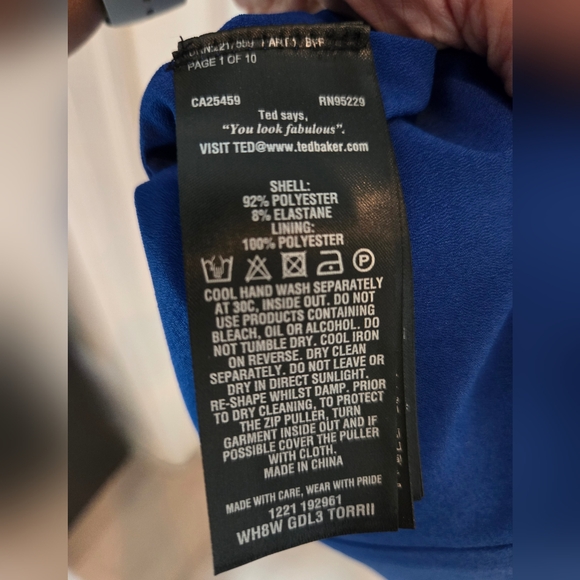 PAGE 1 OF 10
CA25459 RN95229
Ted says,
"You look fabulous".
VISIT TED@www.tedbaker.com
SHELL:
92% POLYESTER
8% ELASTANE
LINING:
100% POLYESTER
P
COOL HAND WASH SEPARATELY
AT 30C, INSIDE OUT. DO NOT
USE PRODUCTS CONTAINING
BLEACH, OIL OR ALCOHOL. DO
NOT TUMBLE DRY. COOL IRON
ON REVERSE. DRY CLEAN
SEPARATELY. DO NOT LEAVE OR
DRY IN DIRECT SUNLIGHT.
RE-SHAPE WHILST DAMP. PRIOR
TO DRY CLEANING, TO PROTECT
THE ZIP PULLER, TURN
GARMENT INSIDE OUT AND IF
POSSIBLE COVER THE PULLER
WITH CLOTH.
MADE IN CHINA
MADE WITH CARE, WEAR WITH PRIDE
1221 192961
WH8W GDL3 TORRII